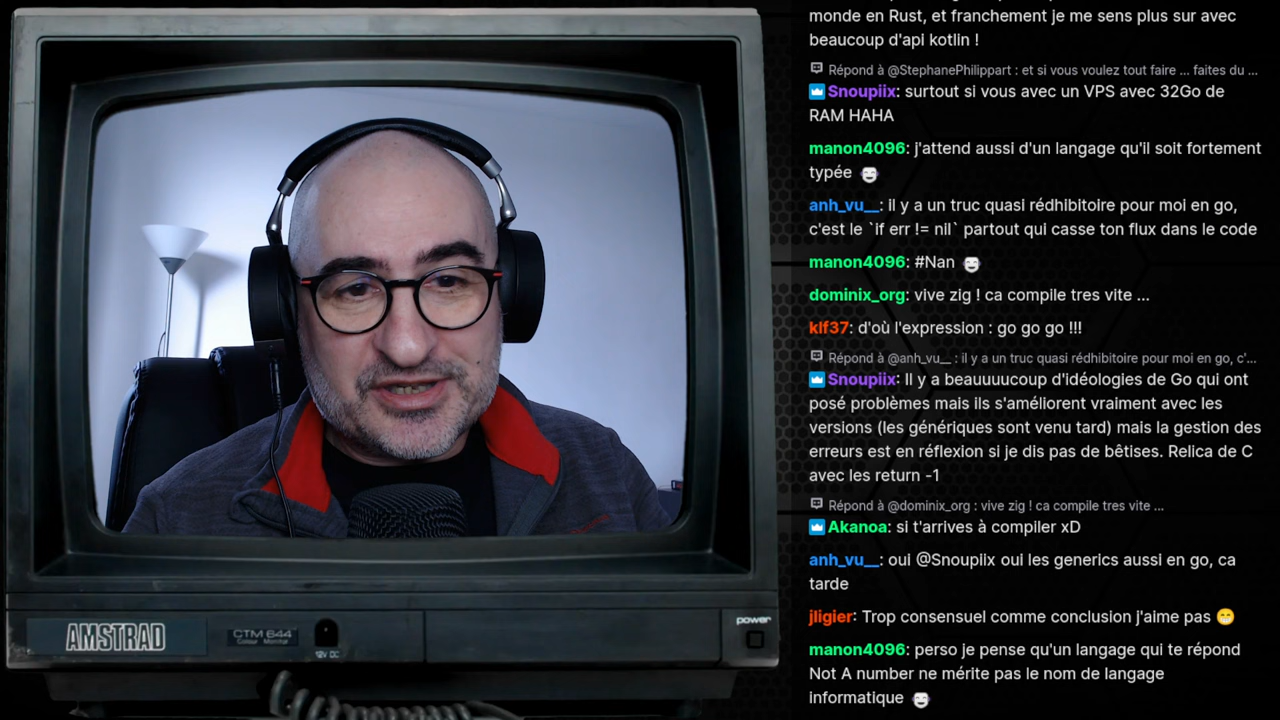 monde en Rust, et franchement je me sens plus sur avec
beaucoup d'api kotlin !
Répond à @StephanePhilippart : et si vous voulez tout faire ... faites du ...
Snoupiix: surtout si vous avec un VPS avec 32Go de
RAM HAHA
manon4096: j'attend aussi d'un langage qu'il soit fortement
typée
anh_vu__: il y a un truc quasi rédhibitoire pour moi en go,
c'est le `if err != nil` partout qui casse ton flux dans le code
manon4096: #Nan
dominix_org: vive zig ! ca compile tres vite ...
klf37: d'où l'expression : go go go !!!
Répond à @anh_vu__ : il y a un truc quasi rédhibitoire pour moi en go, c'...
Snoupiix: Il y a beauuuucoup d'idéologies de Go qui ont
posé problèmes mais ils s'améliorent vraiment avec les
versions (les génériques sont venu tard) mais la gestion des
erreurs est en réflexion si je dis pas de bêtises. Relica de C
avec les return -1
Répond à @dominix_org : vive zig ! ca compile tres vite ...
Akanoa: si t'arrives à compiler xD
anh_vu__: oui @Snoupiix oui les generics aussi en go, ca
tarde
jligier: Trop consensuel comme conclusion j'aime pas 😁
manon4096: perso je pense qu'un langage qui te répond
Not A number ne mérite pas le nom de langage
informatique
AMSTRAD
CTM 644
Colour Monitor
12V DC
power